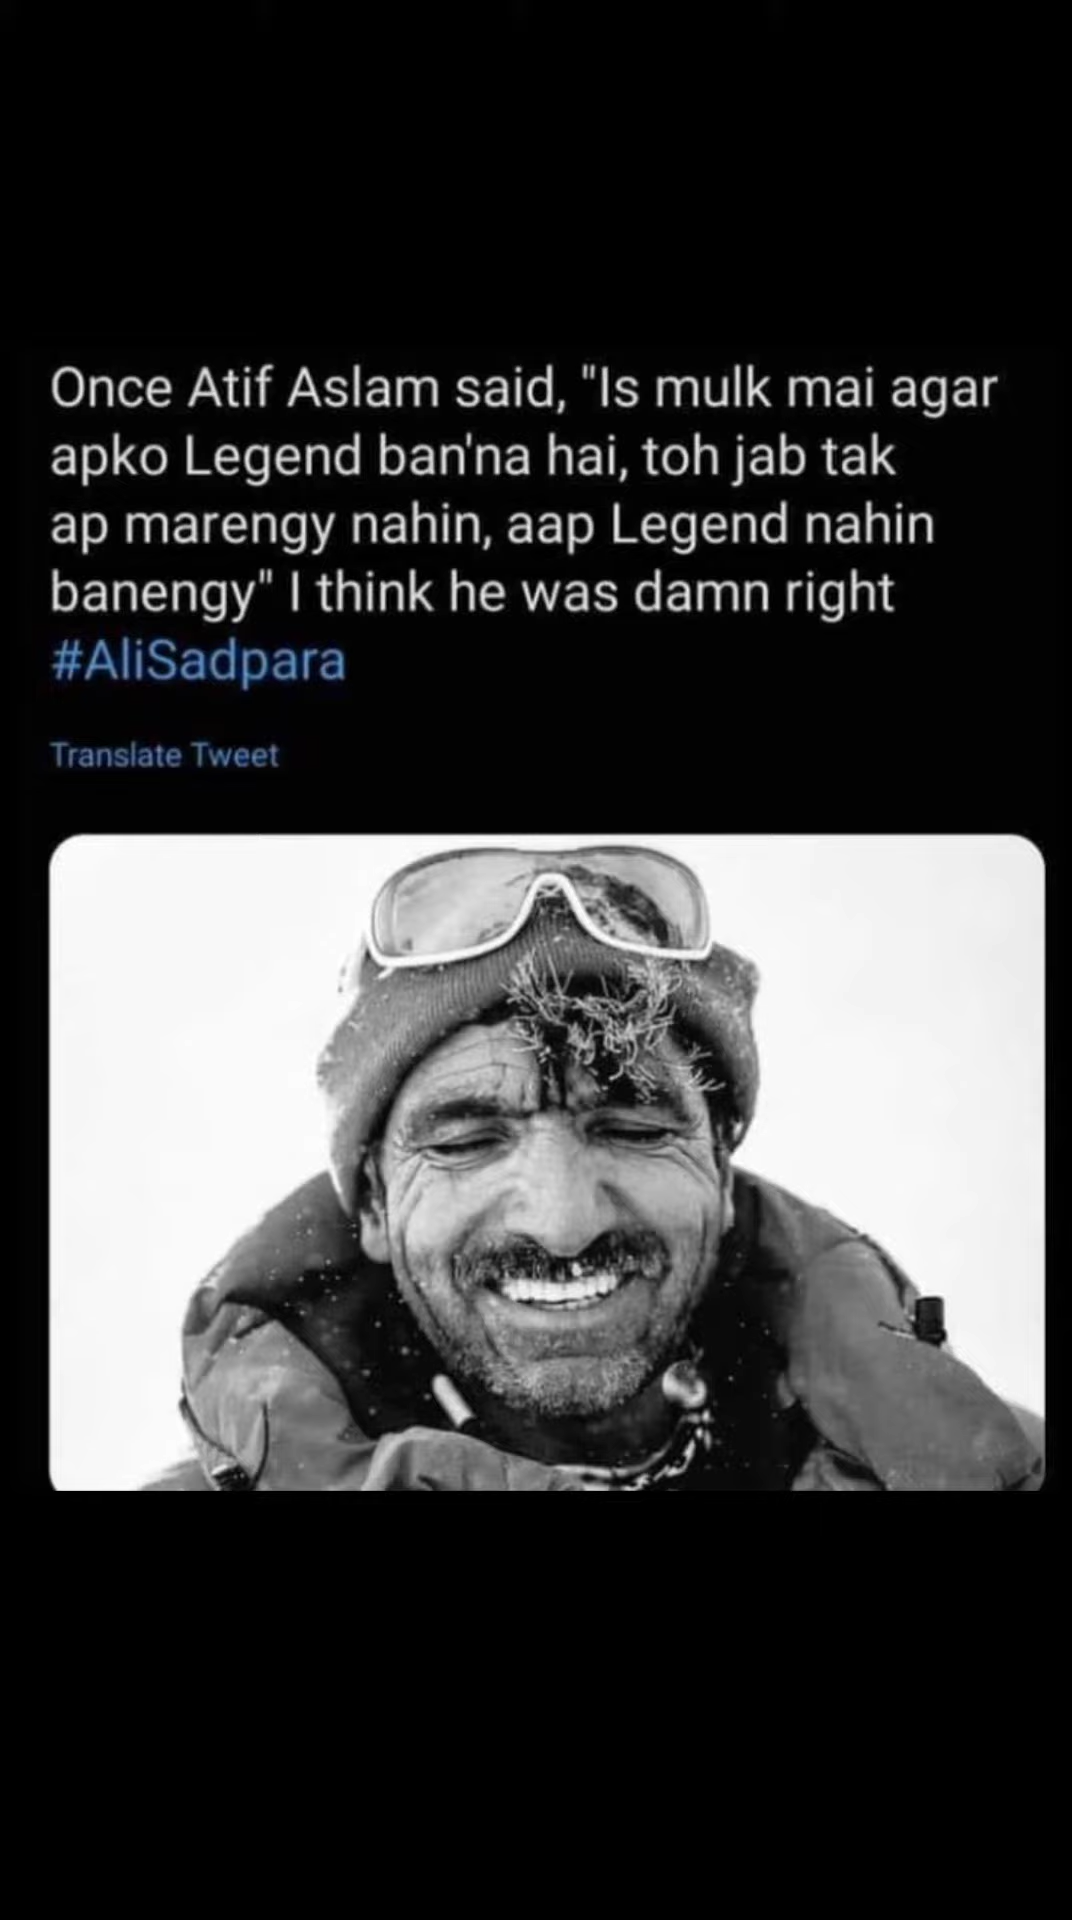 Once Atif Aslam said, "Is mulk mai agar
apko Legend ban'na hai, toh jab tak
ap marengy nahin, aap Legend nahin
banengy" I think he was damn right
#AliSadpara
Translate Tweet